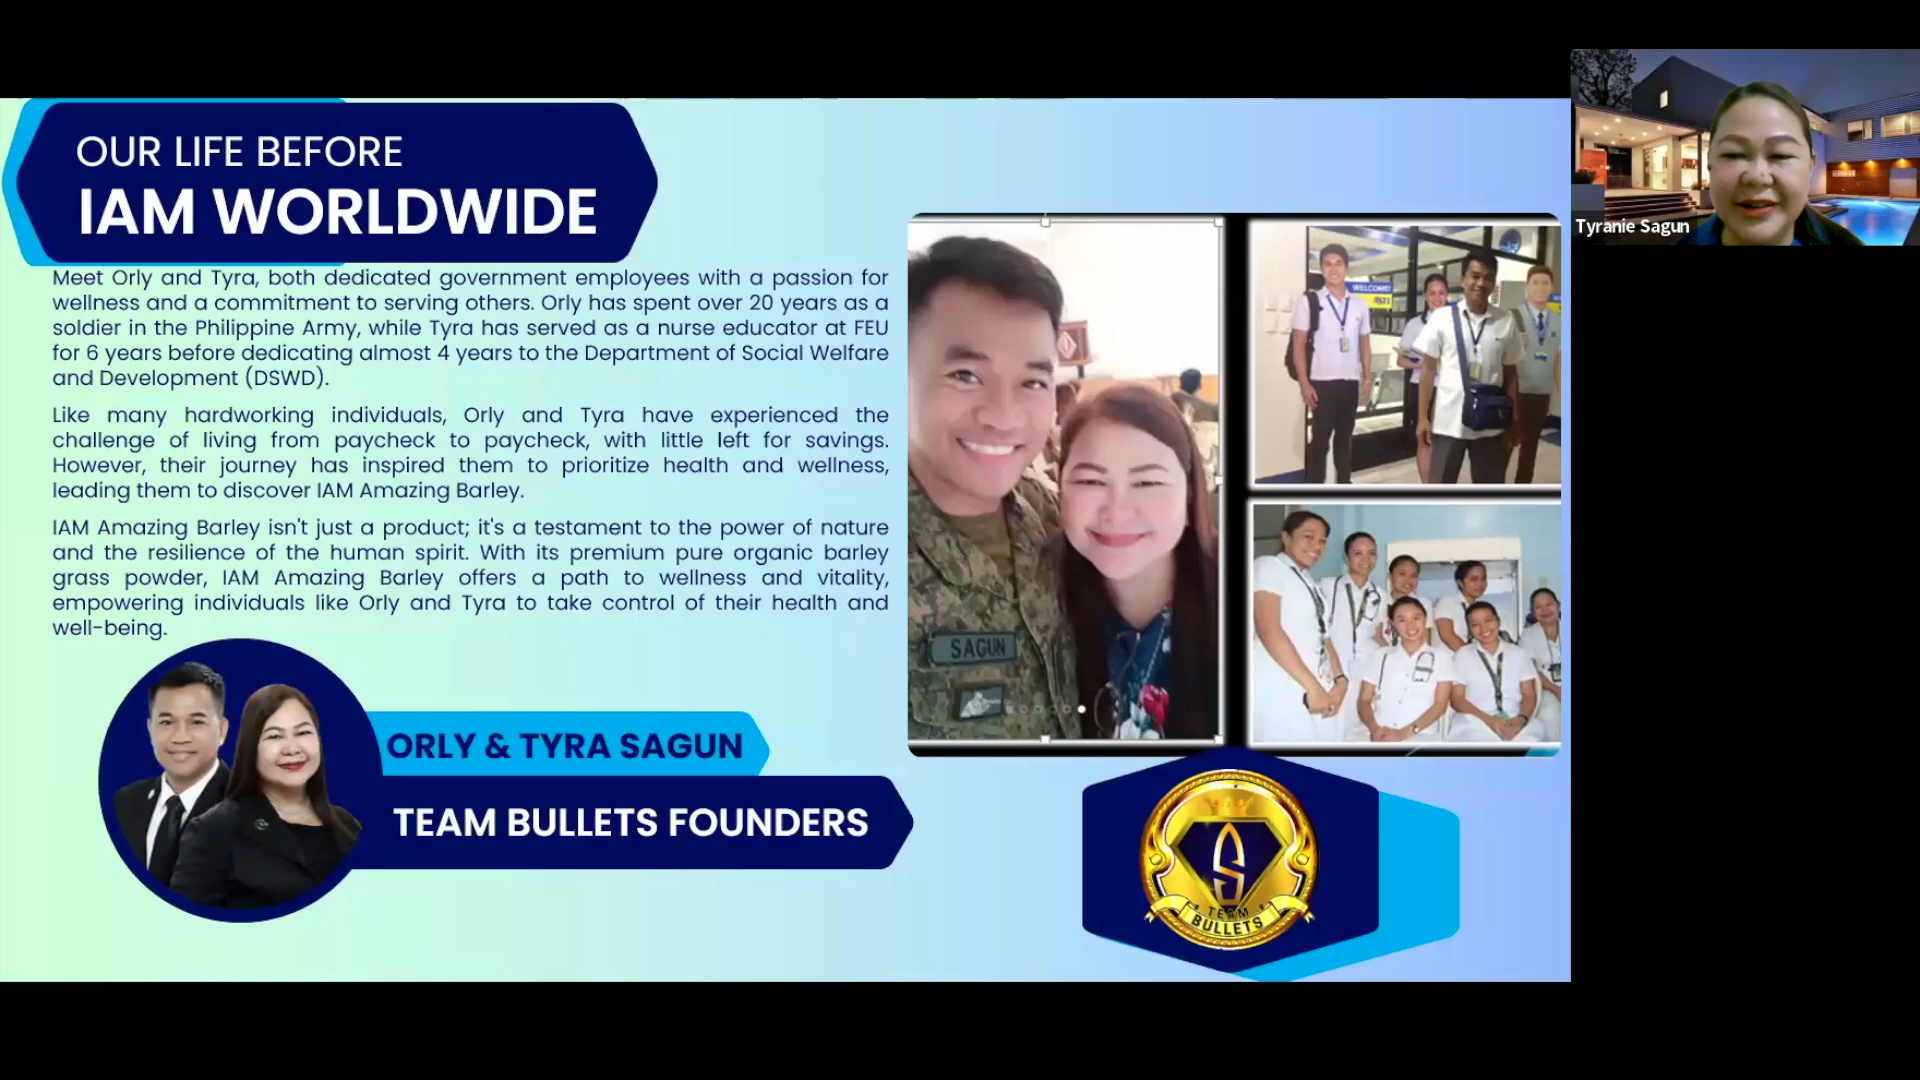 OUR LIFE BEFORE
IAM WORLDWIDE
Meet Orly and Tyra, both dedicated government employees with a passion for
wellness and a commitment to serving others. Orly has spent over 20 years as a
soldier in the Philippine Army, while Tyra has served as a nurse educator at FEU
for 6 years before dedicating almost 4 years to the Department of Social Welfare
and Development (DSWD).
Like many hardworking individuals, Orly and Tyra have experienced the
challenge of living from paycheck to paycheck, with little left for savings.
However, their journey has inspired them to prioritize health and wellness,
leading them to discover IAM Amazing Barley.
IAM Amazing Barley isn't just a product; it's a testament to the power of nature
and the resilience of the human spirit. With its premium pure organic barley
grass powder, IAM Amazing Barley offers a path to wellness and vitality,
empowering individuals like Orly and Tyra to take control of their health and
well-being.
ORLY & TYRA SAGUN
TEAM BULLETS FOUNDERS
SAGUN
WELCOME!
TEAM
BULLETS
Tyranie Sagun